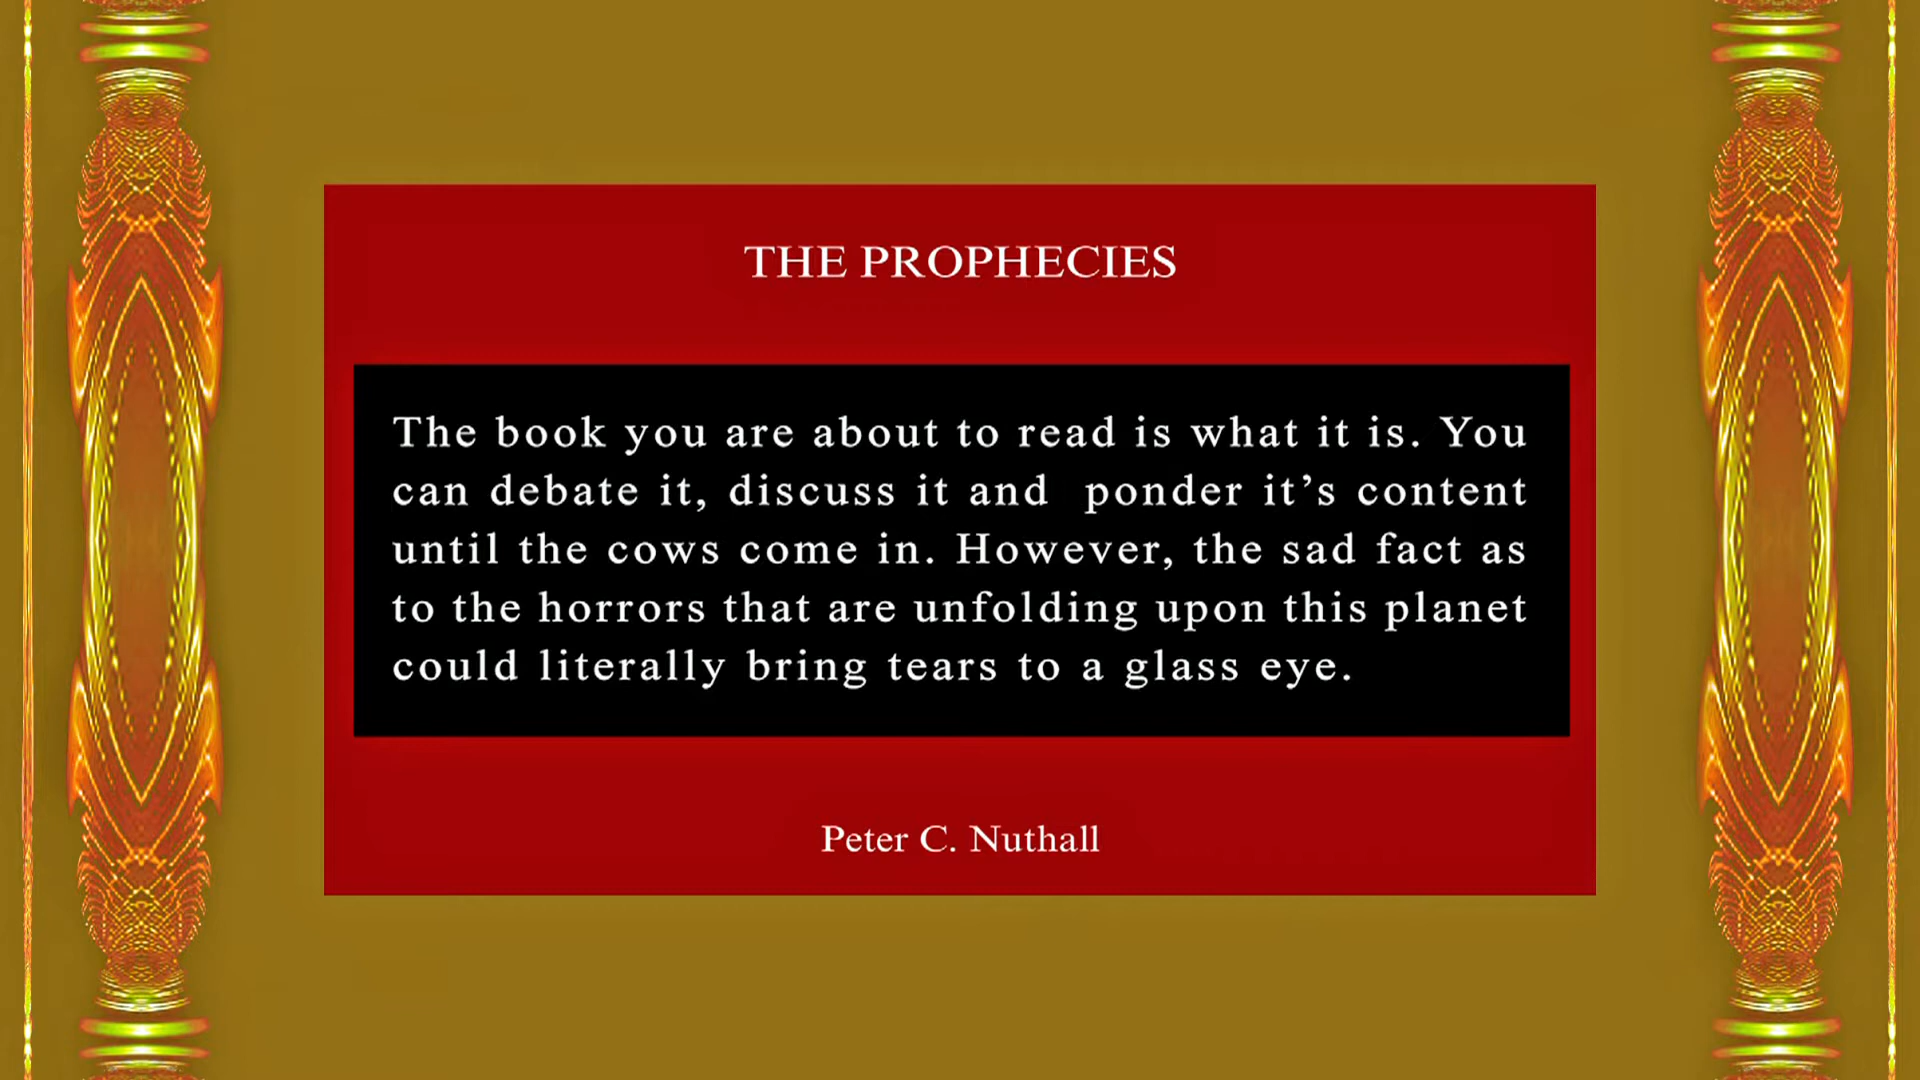 THE PROPHECIES
The book you are about to read is what it is. You
can debate it, discuss it and  ponder it’s content
until the cows come in. However, the sad fact as
to the horrors that are unfolding upon this planet
could literally bring tears to a glass eye.
Peter C. Nuthall